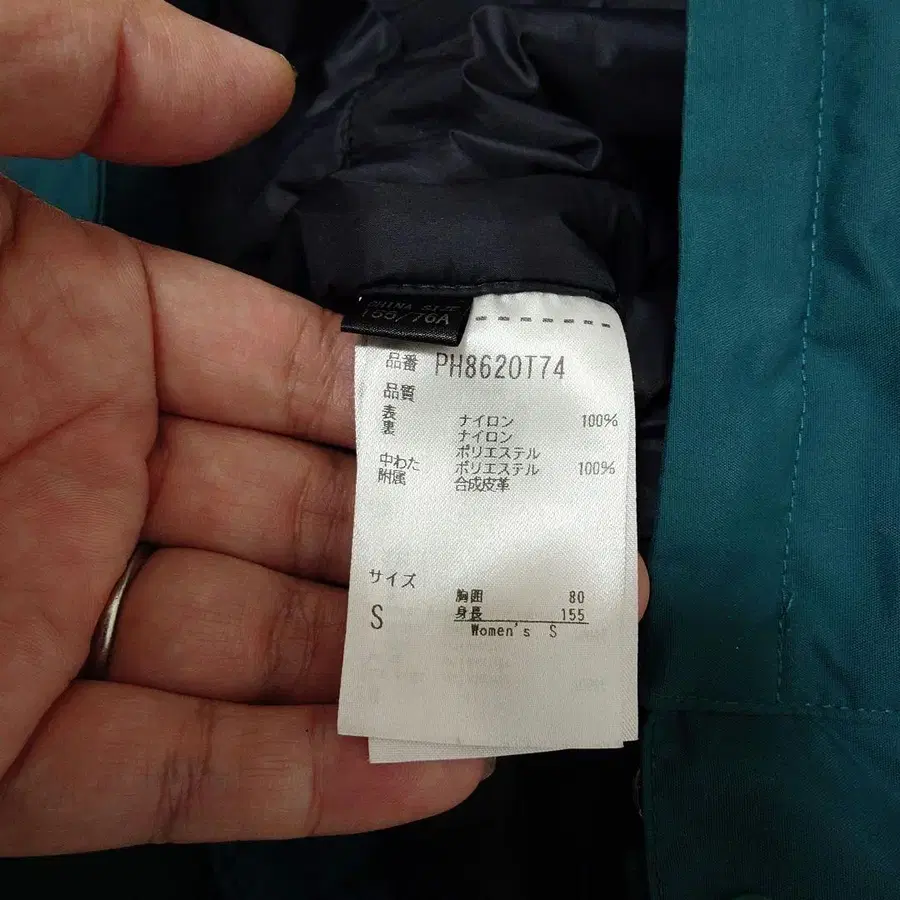 CHINA SIZE
155/76A
品番 PH8620T74
品質
表 ナイロン 100%
裏 ナイロン
ポリエステル
中わた ポリエステル 100%
附属 合成皮革
サイズ
S
胸囲 80
身長 155
Women's S